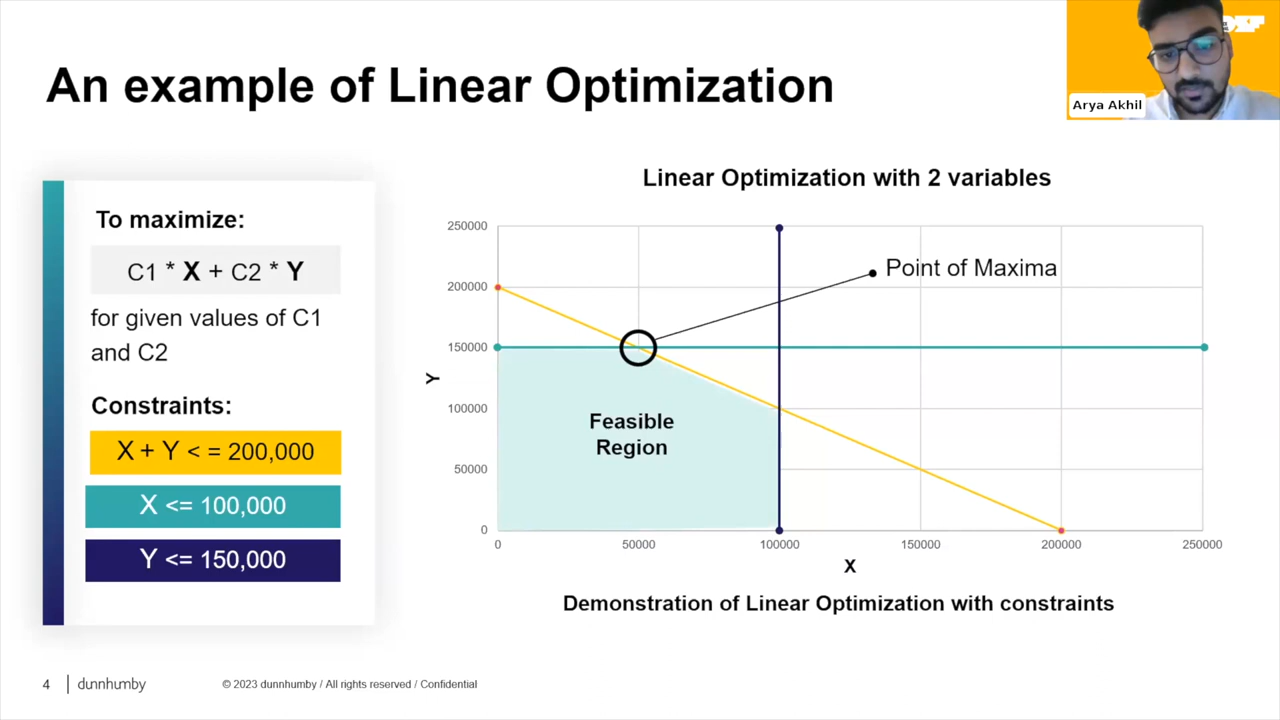 An example of Linear Optimization
Arya Akhil
To maximize:
C1 * X + C2 * Y
for given values of C1
and C2
Constraints:
X + Y < = 200,000
X <= 100,000
Y <= 150,000
Linear Optimization with 2 variables
250000
200000
150000
100000
50000
0
Y
Point of Maxima
Feasible
Region
0
50000
100000
150000
200000
250000
X
Demonstration of Linear Optimization with constraints
4
dunnhumby
© 2023 dunnhumby / All rights reserved / Confidential